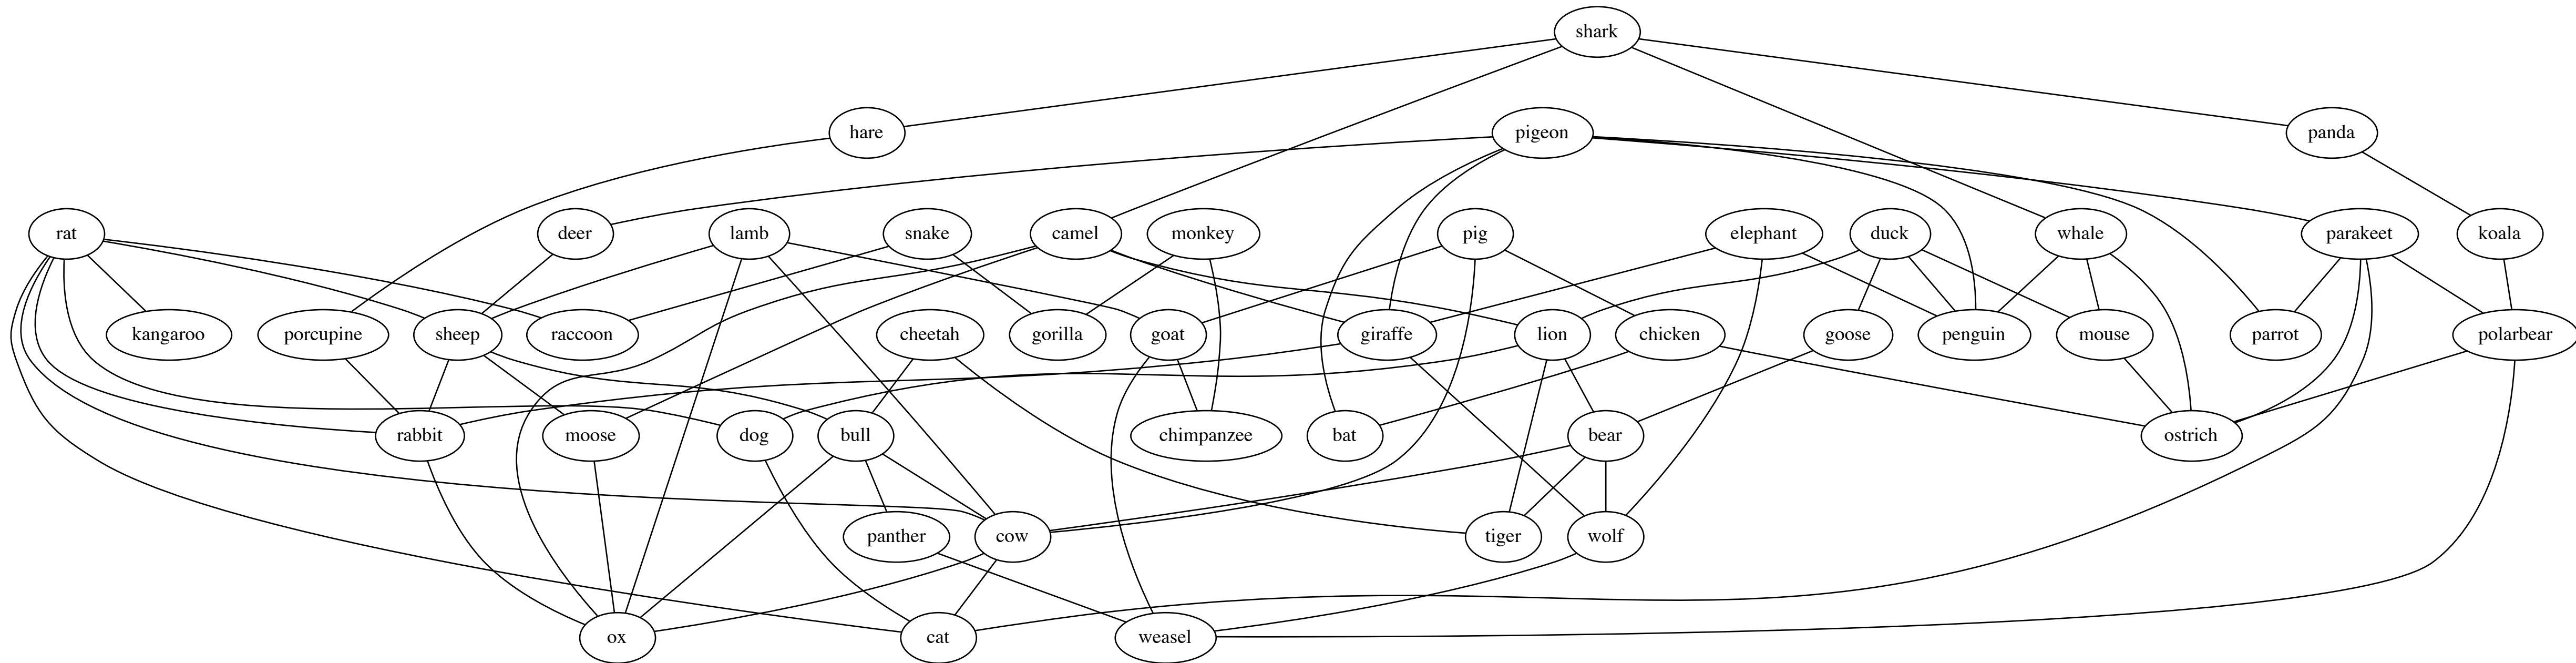 shark
hare
pigeon
panda
rat
deer
lamb
snake
camel
monkey
pig
elephant
duck
whale
parakeet
koala
kangaroo
porcupine
sheep
raccoon
cheetah
gorilla
goat
giraffe
lion
chicken
goose
penguin
mouse
parrot
polarbear
rabbit
moose
dog
bull
chimpanzee
bat
bear
ostrich
panther
cow
tiger
wolf
ox
cat
weasel